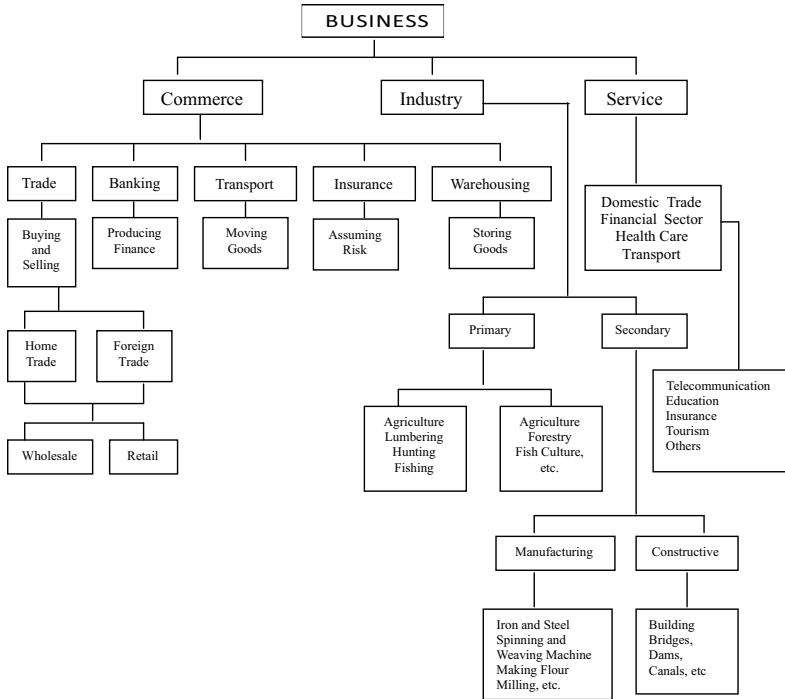 BUSINESS
Commerce
Industry
Service
Trade
Banking
Transport
Insurance
Warehousing
Buying
and
Selling
Producing
Finance
Moving
Goods
Assuming
Risk
Storing
Goods
Domestic Trade
Financial Sector
Health Care
Transport
Primary
Secondary
Home
Trade
Foreign
Trade
Telecommunication
Education
Insurance
Tourism
Others
Wholesale
Retail
Agriculture
Lumbering
Hunting
Fishing
Agriculture
Forestry
Fish Culture,
etc.
Manufacturing
Constructive
Iron and Steel
Spinning and
Weaving Machine
Making Flour
Milling, etc.
Building
Bridges,
Dams,
Canals, etc